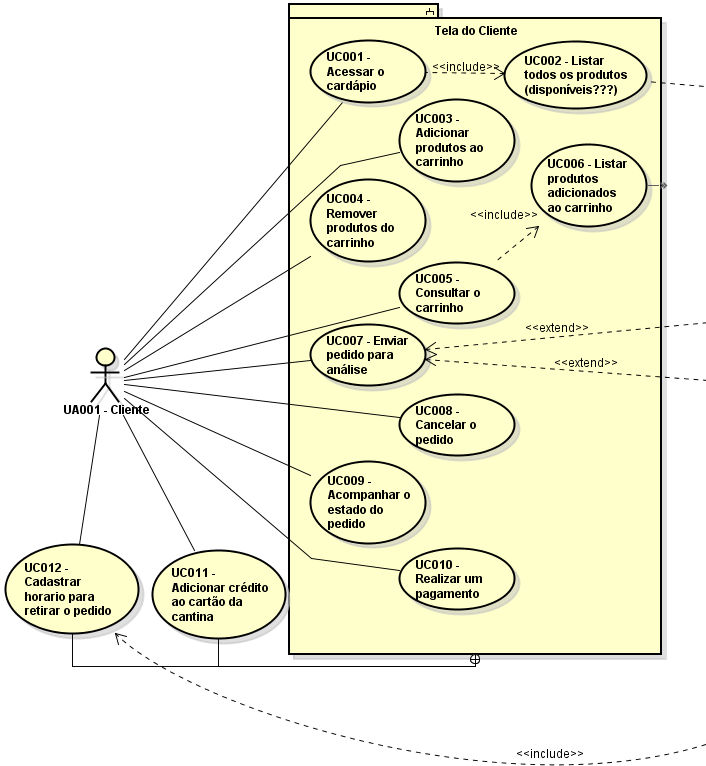 Tela do Cliente
UC001 -
Acessar o
cardápio
<<include>>
UC002 - Listar
todos os produtos
(disponíveis???)
UC003 -
Adicionar
produtos ao
carrinho
UC006 - Listar
produtos
adicionados
ao carrinho
UC004 -
Remover
produtos do
carrinho
<<include>>
UC005 -
Consultar o
carrinho
UC007 - Enviar
pedido para
análise
<<extend>>
<<extend>>
UA001 - Cliente
UC008 -
Cancelar o
pedido
UC009 -
Acompanhar o
estado do
pedido
UC010 -
Realizar um
pagamento
UC012 -
Cadastrar
horario para
retirar o pedido
UC011 -
Adicionar crédito
ao cartão da
cantina
<<include>>